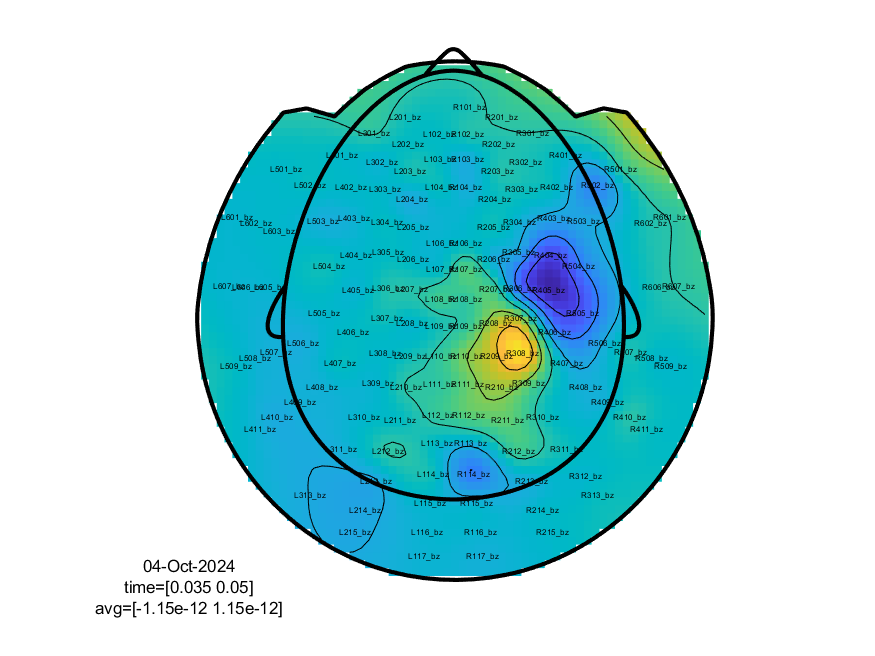 R101_bz
L201_bz R201_bz
L301_bz L102_bz R102_bz R301_bz
L202_bz R202_bz
L401_bz L302_bz L103_bz R103_bz R302_bz R401_bz
L501_bz L203_bz R203_bz R501_bz
L502_bz L402_bz L303_bz L104_bz R104_bz R303_bz R402_bz R502_bz
L204_bz R204_bz
L601_bz L602_bz L503_bz L403_bz L304_bz L205_bz R205_bz R304_bz R403_bz R503_bz R602_bz R601_bz
L603_bz
L106_bz R106_bz
L404_bz L305_bz L206_bz R206_bz R305_bz R404_bz
L504_bz L107_bz R107_bz R504_bz
L607_bz L606_bz L605_bz L405_bz L306_bz L207_bz R207_bz R306_bz R405_bz R606_bz R607_bz
L108_bz R108_bz
L505_bz L307_bz L208_bz R208_bz R307_bz R505_bz
L406_bz L109_bz R109_bz R406_bz
L507_bz L506_bz R506_bz R507_bz
L509_bz L508_bz L407_bz L308_bz L209_bz L110_bz R110_bz R209_bz R308_bz R407_bz R508_bz R509_bz
L408_bz L309_bz L210_bz L111_bz R111_bz R210_bz R309_bz R408_bz
L409_bz R409_bz
L411_bz L410_bz L310_bz L211_bz L112_bz R112_bz R211_bz R310_bz R410_bz R411_bz
L311_bz L212_bz L113_bz R113_bz R212_bz R311_bz
L114_bz R114_bz R213_bz R312_bz
L313_bz L115_bz R115_bz R313_bz
L214_bz R214_bz
L215_bz L116_bz R116_bz R215_bz
L117_bz R117_bz
04-Oct-2024
time=[0.035 0.05]
avg=[-1.15e-12 1.15e-12]